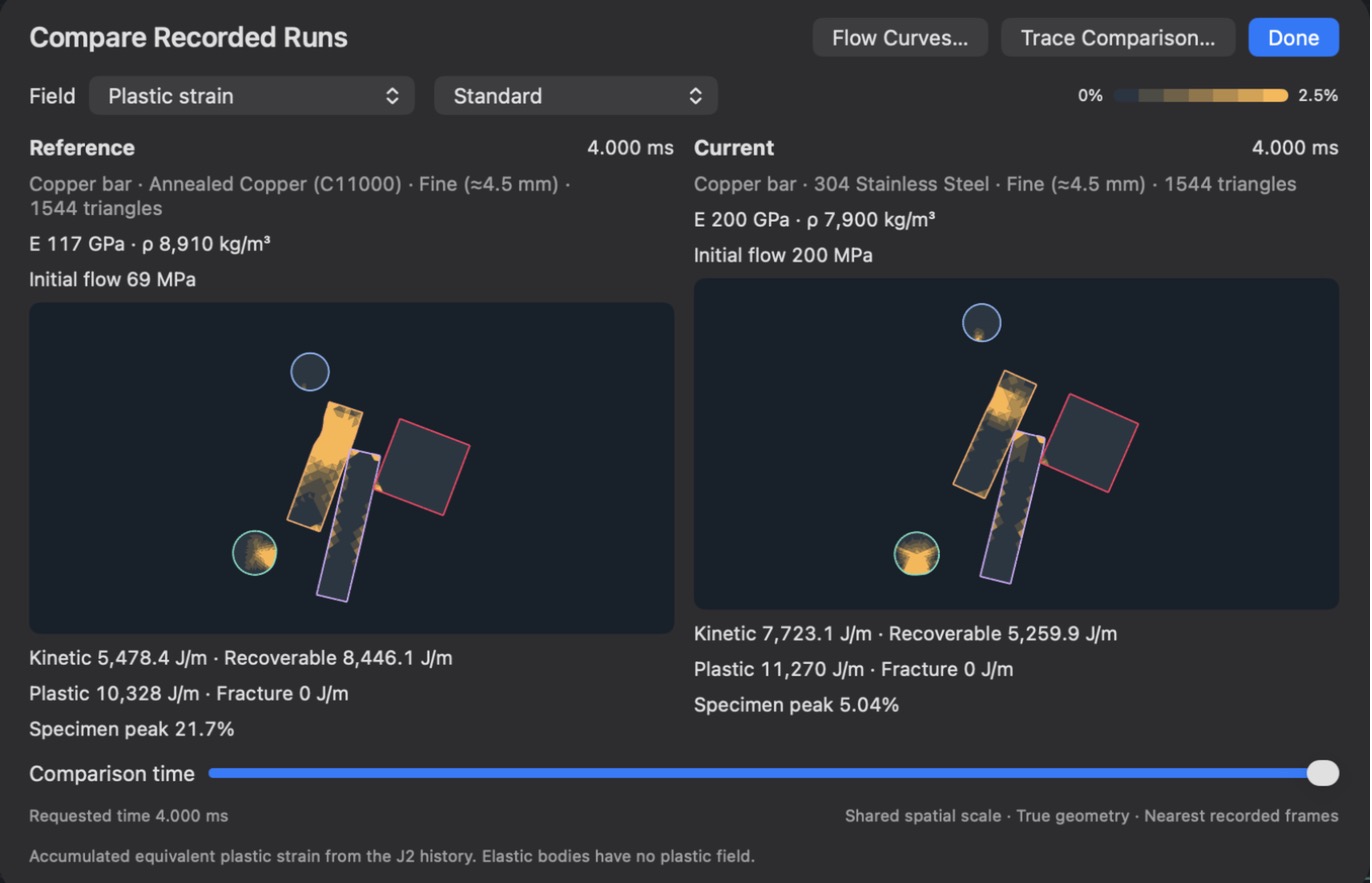 Compare Recorded Runs
Flow Curves...
Trace Comparison...
Done
Field
Plastic strain
Standard
0%
2.5%
Reference
4.000 ms
Copper bar · Annealed Copper (C11000) · Fine (≈4.5 mm) ·
1544 triangles
E 117 GPa · ρ 8,910 kg/m³
Initial flow 69 MPa
Current
4.000 ms
Copper bar · 304 Stainless Steel · Fine (≈4.5 mm) · 1544 triangles
E 200 GPa · ρ 7,900 kg/m³
Initial flow 200 MPa
Kinetic 5,478.4 J/m · Recoverable 8,446.1 J/m
Plastic 10,328 J/m · Fracture 0 J/m
Specimen peak 21.7%
Kinetic 7,723.1 J/m · Recoverable 5,259.9 J/m
Plastic 11,270 J/m · Fracture 0 J/m
Specimen peak 5.04%
Comparison time
Requested time 4.000 ms
Shared spatial scale · True geometry · Nearest recorded frames
Accumulated equivalent plastic strain from the J2 history. Elastic bodies have no plastic field.